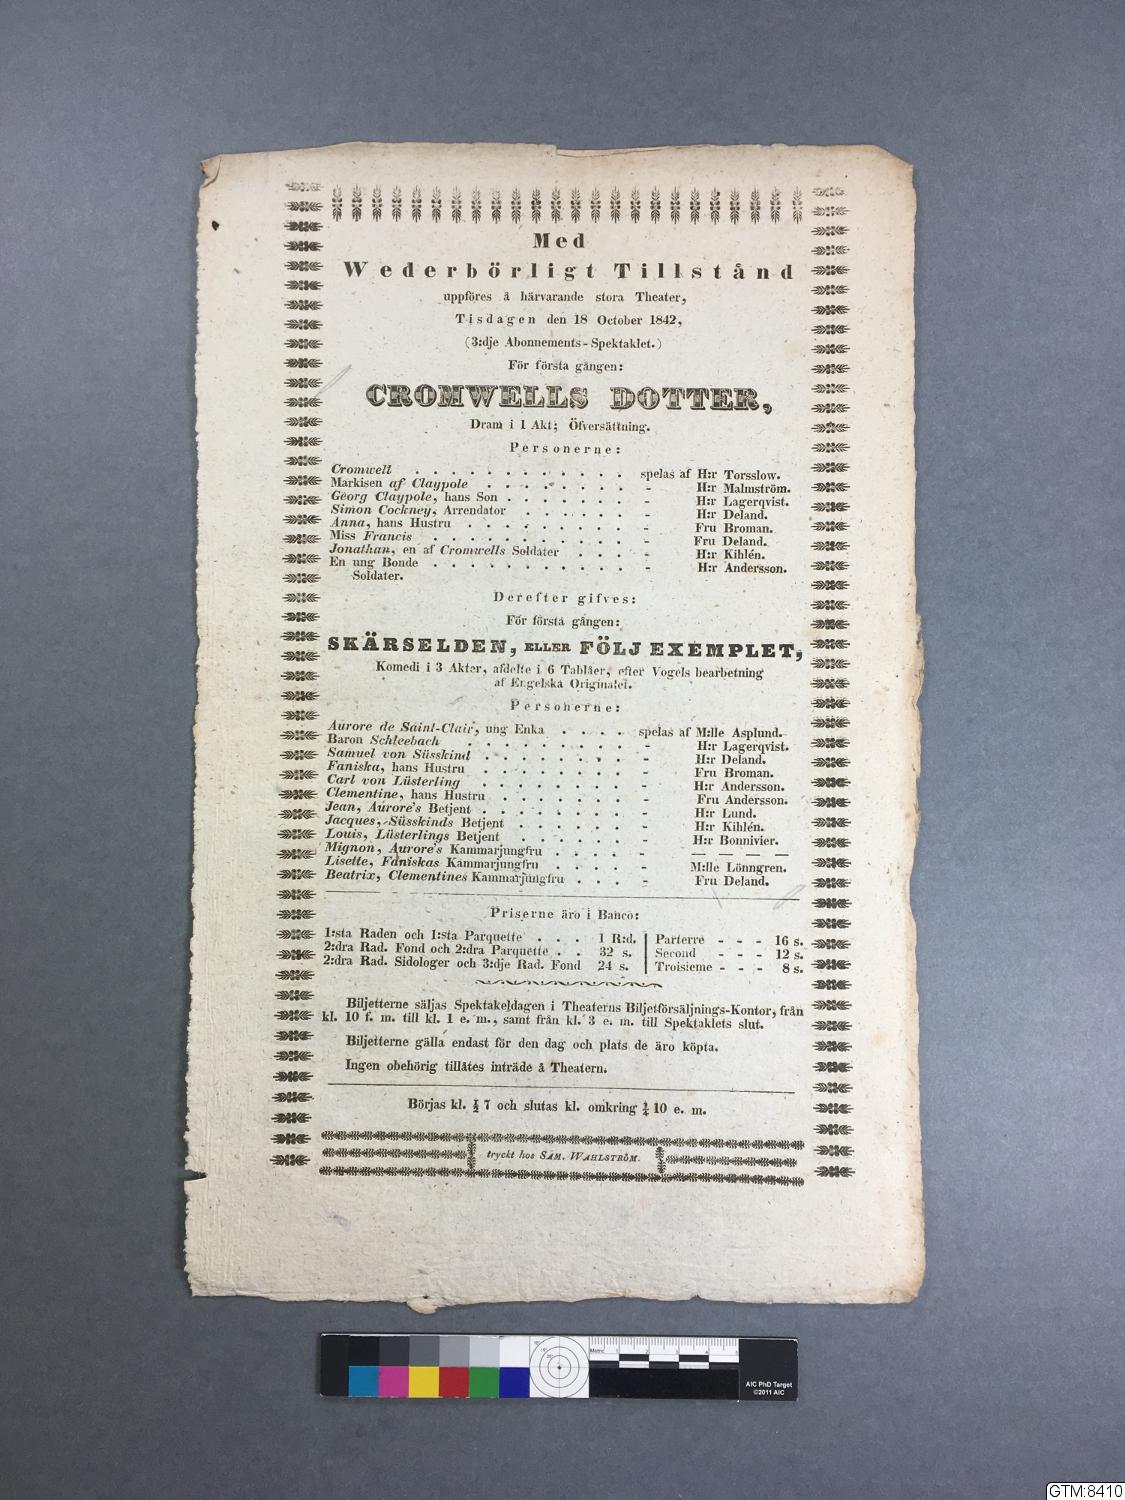 Med
Wederbörligt Tillstånd
uppföres å härvarande stora Theater,
Tisdagen den 18 October 1842,
(3:dje Abonnements-Spektaklet.)
För första gången:
CROMWELLS DOTTER,
Dram i 1 Akt; Öfversättning.
Personerne:
Cromwell . . . . . . . . . . . . spelas af H:r Torsslow.
Markisen af Claypole . . . . . . . . . - H:r Malmström.
Georg Claypole, hans Son . . . . . . . . - H:r Lagerqvist.
Simon Cockney, Arrendator . . . . . . . - H:r Deland.
Anna, hans Hustru . . . . . . . . . . - Fru Broman.
Miss Francis . . . . . . . . . . . - Fru Deland.
Jonathan, en af Cromwells Soldater . . . . - H:r Kihlén.
En ung Bonde . . . . . . . . . . . - H:r Andersson.
Soldater.
Derefter gifves:
För första gången:
SKÄRSELDEN, ELLER FÖLJ EXEMPLET,
Komedi i 3 Akter, afdelte i 6 Tablåer, efter Vogels bearbetning
af Engelska Originalet.
Personerne:
Aurore de Saint-Clair, ung Enka . . . . spelas af M:lle Asplund.
Baron Schleebach . . . . . . . . . - H:r Lagerqvist.
Samuel von Süsskind . . . . . . . . - H:r Deland.
Faniska, hans Hustru . . . . . . . . - Fru Broman.
Carl von Lüsterling . . . . . . . . - H:r Andersson.
Clementine, hans Hustru . . . . . . . - Fru Andersson.
Jean, Aurore's Betjent . . . . . . . . - H:r Lund.
Jacques, Süsskinds Betjent . . . . . . - H:r Kihlén.
Louis, Lüsterlings Betjent . . . . . . - H:r Bonnivier.
Mignon, Aurore's Kammarjungfru . . . . - — — — —
Lisette, Faniskas Kammarjungfru . . . . - M:lle Lönngren.
Beatrix, Clementines Kammarjungfru . . . - Fru Deland.
Priserne äro i Banco:
1:sta Raden och 1:sta Parquette . . . 1 R:d. Parterre - - - 16 s.
2:dra Rad. Fond och 2:dra Parquette . . 32 s. Second - - - 12 s.
2:dra Rad. Sidologer och 3:dje Rad. Fond 24 s. Troisieme - - - 8 s.
Biljetterne säljas Spektakeldagen i Theaterns Biljetförsäljnings-Kontor, från
kl. 10 f. m. till kl. 1 e. m., samt från kl. 3 e. m. till Spektaklets slut.
Biljetterne gälla endast för den dag och plats de äro köpta.
Ingen obehörig tillåtes inträde å Theatern.
Börjas kl. ½ 7 och slutas kl. omkring ¼ 10 e. m.
tryckt hos SAM. WAHLSTRÖM.
AIC PhD Target
©2011 AIC
GTM:8410